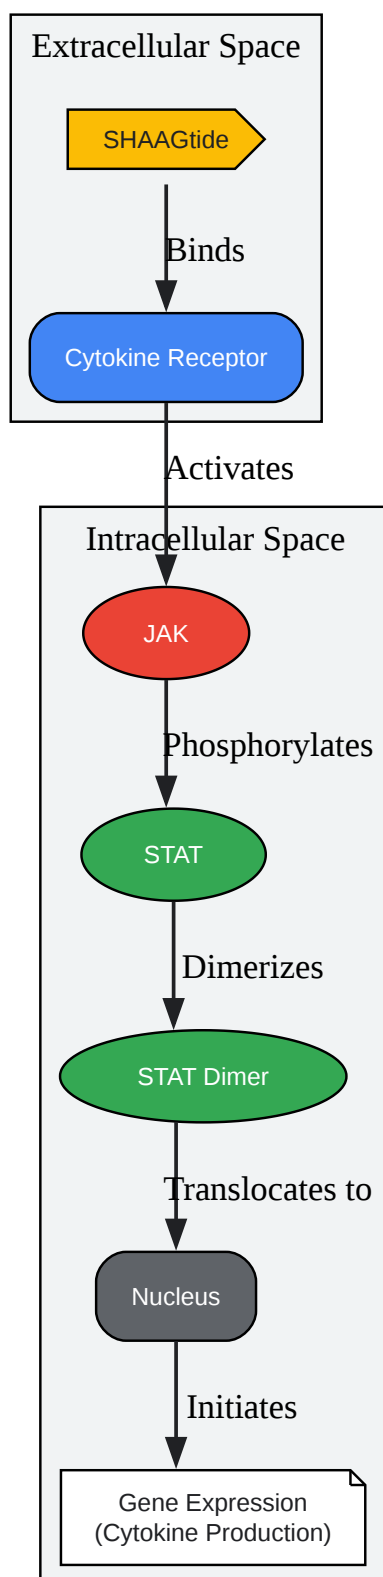 Extracellular Space
SHAAGtide
Binds
Cytokine Receptor
Activates
Intracellular Space
JAK
Phosphorylates
STAT
Dimerizes
STAT Dimer
Translocates to
Nucleus
Initiates
Gene Expression
(Cytokine Production)